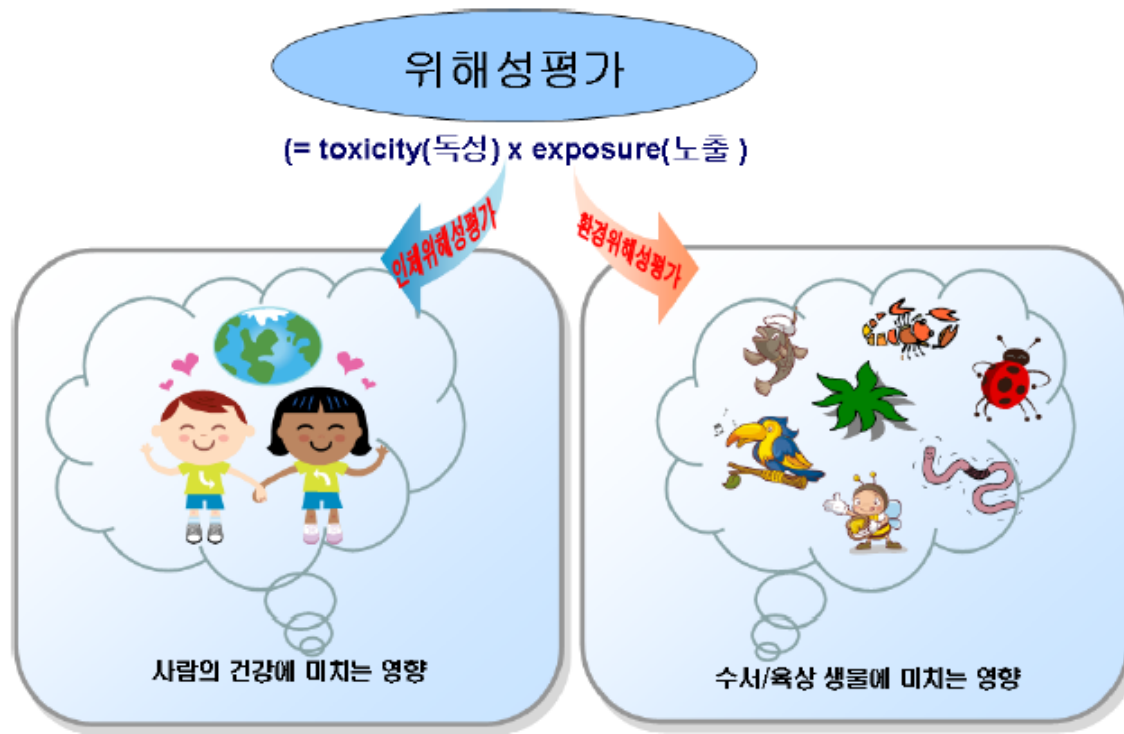 위해성평가
(= toxicity(독성) x exposure(노출 )
인체위해성평가
환경위해성평가
사람의 건강에 미치는 영향
수서/육상 생물에 미치는 영향